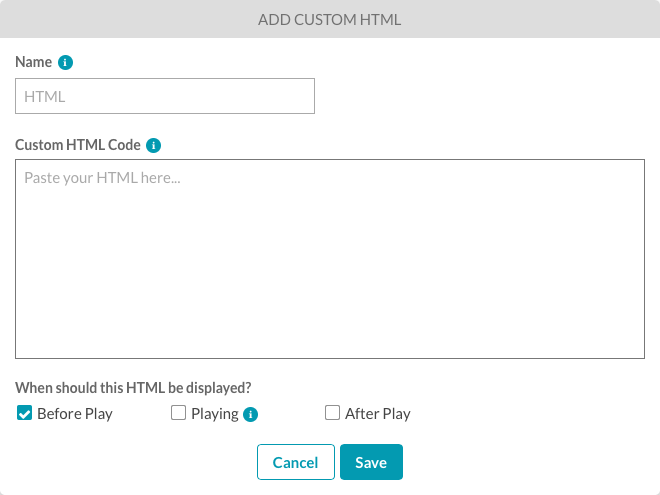 ADD CUSTOM HTML
Name
HTML
Custom HTML Code
Paste your HTML here...
When should this HTML be displayed?
Before Play Playing After Play
Cancel Save